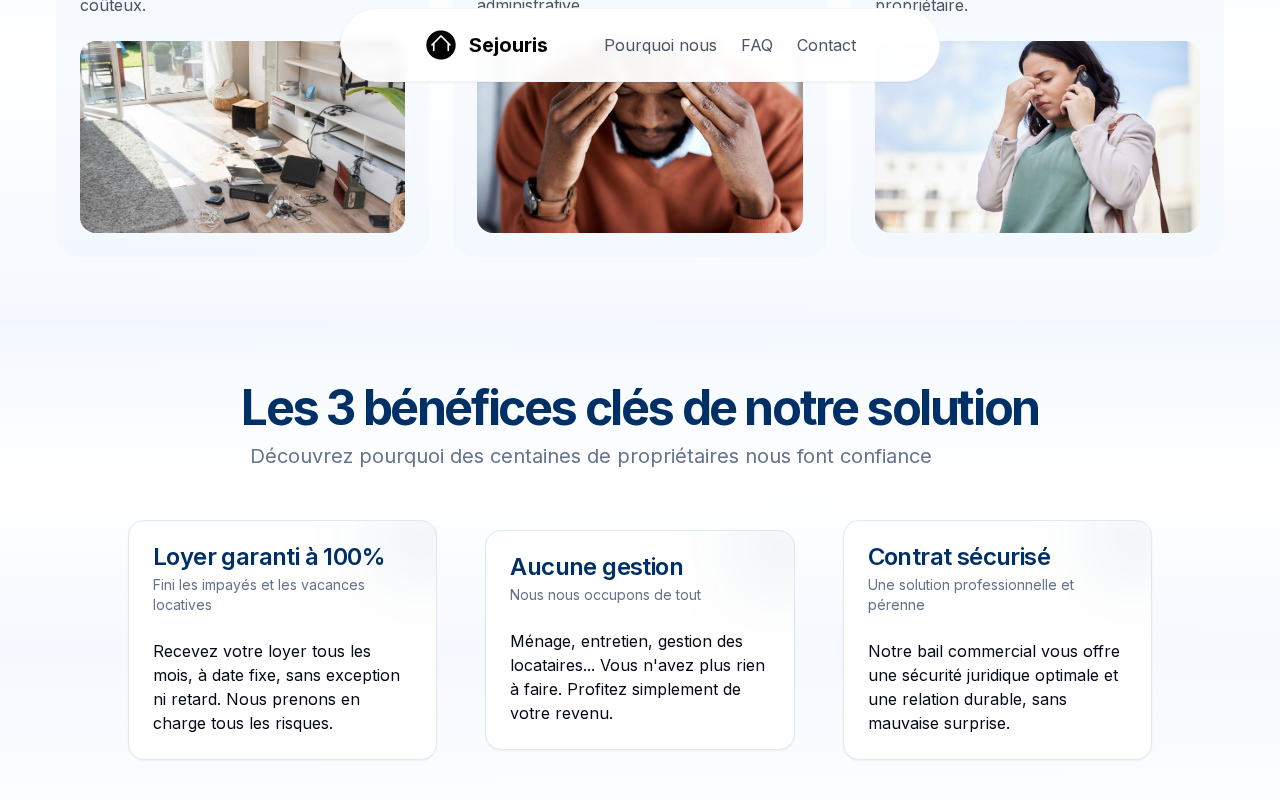 coûteux.
administrative.
propriétaire.
Sejouris
Pourquoi nous
FAQ
Contact
Les 3 bénéfices clés de notre solution
Découvrez pourquoi des centaines de propriétaires nous font confiance
Loyer garanti à 100%
Fini les impayés et les vacances
locatives
Recevez votre loyer tous les
mois, à date fixe, sans exception
ni retard. Nous prenons en
charge tous les risques.
Aucune gestion
Nous nous occupons de tout
Ménage, entretien, gestion des
locataires... Vous n'avez plus rien
à faire. Profitez simplement de
votre revenu.
Contrat sécurisé
Une solution professionnelle et
pérenne
Notre bail commercial vous offre
une sécurité juridique optimale et
une relation durable, sans
mauvaise surprise.